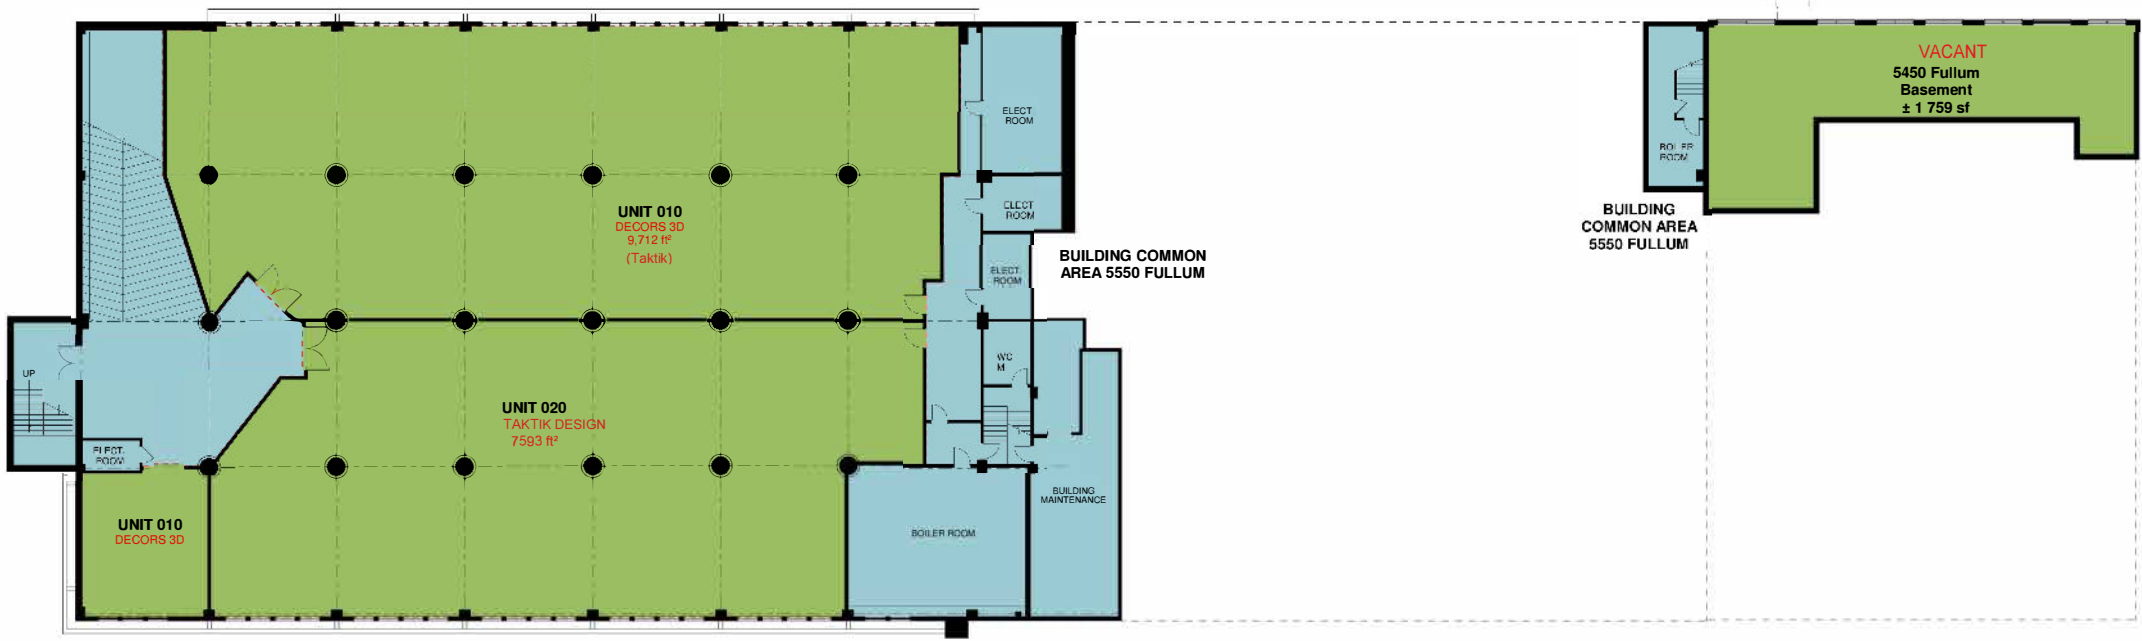 VACANT
5450 Fullum
Basement
± 1 759 sf
ELECT
ROOM
BOILER
ROOM
UNIT 010
DECORS 3D
9,712 ft²
(Taktik)
ELECT
ROOM
BUILDING
COMMON AREA
5550 FULLUM
BUILDING COMMON
AREA 5550 FULLUM
ELECT
ROOM
WC
M
UP
UNIT 020
TAKTIK DESIGN
7593 ft²
ELECT.
ROOM
BUILDING
MAINTENANCE
UNIT 010
DECORS 3D
BOILER ROOM